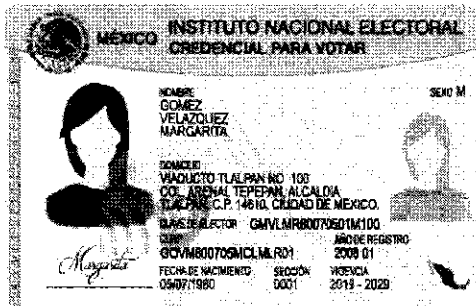 MÉXICO
INSTITUTO NACIONAL ELECTORAL
CREDENCIAL PARA VOTAR
NOMBRE
GOMEZ
VELAZQUEZ
MARGARITA
SEXO M
DOMICILIO
VIADUCTO TLALPAN NO. 100
COL. ARENAL TEPEPAN, ALCALDIA
TLALPAN, C.P. 14610, CIUDAD DE MEXICO.
CLAVE DE ELECTOR GMVLMR80070501M100
CURP
GOVM800705MCLMLR01
AÑO DE REGISTRO
2008 01
FECHA DE NACIMIENTO
05/07/1980
SECCIÓN
0001
VIGENCIA
2019 - 2029
Margarita